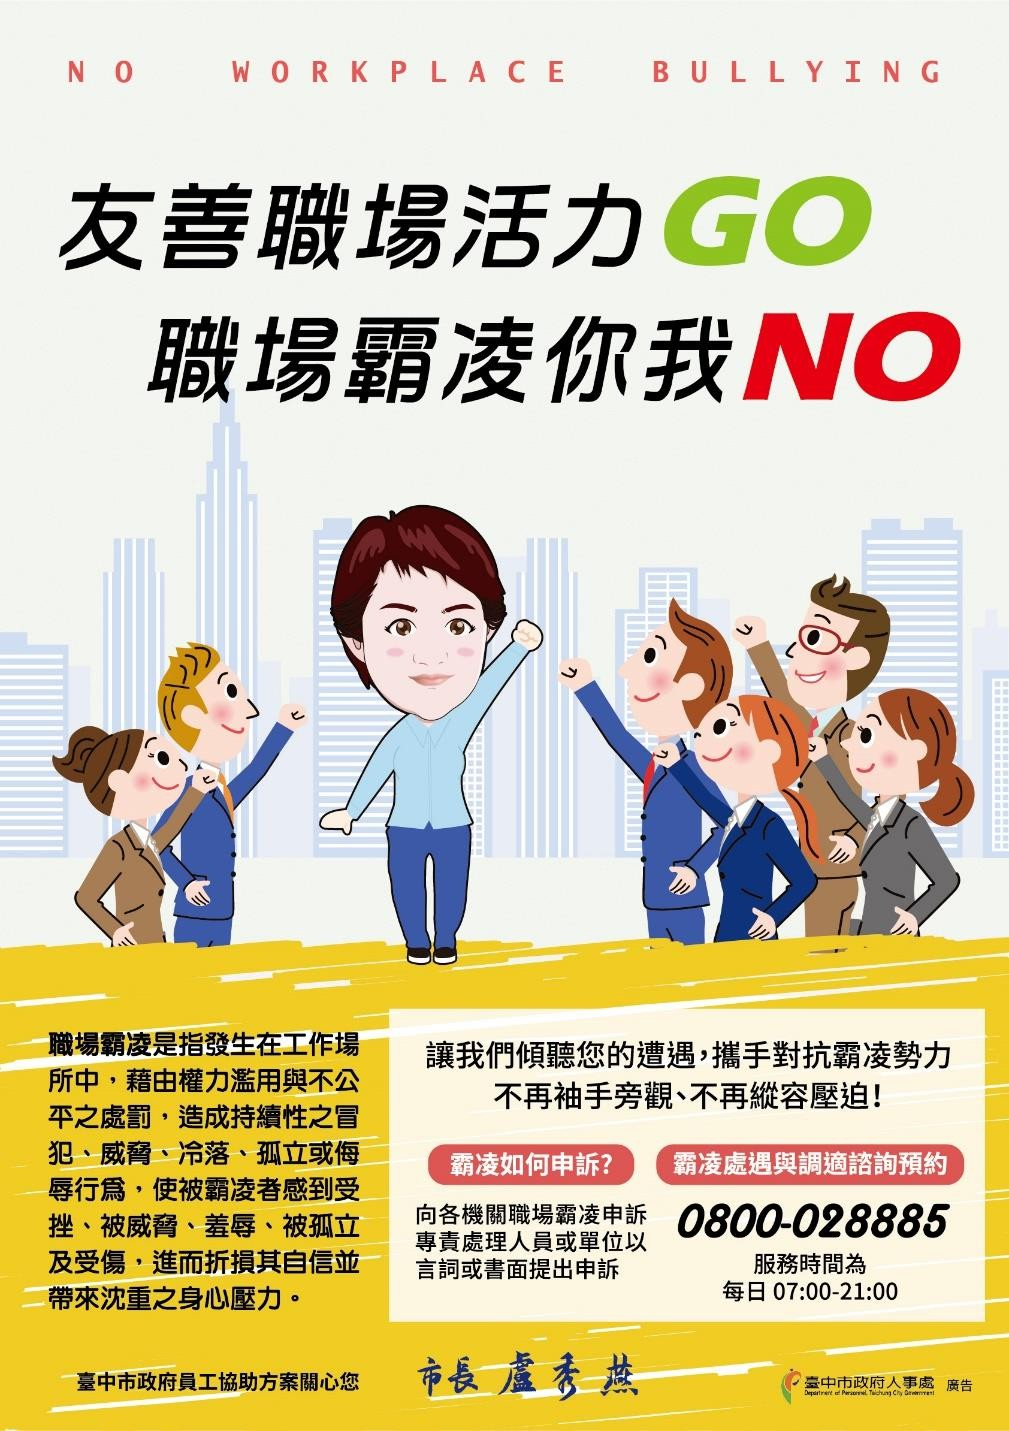 NO WORKPLACE BULLYING
友善職場活力GO
職場霸凌你我NO
職場霸凌是指發生在工作場
所中，藉由權力濫用與不公
平之處罰，造成持續性之冒
犯、威脅、冷落、孤立或侮
辱行為，使被霸凌者感到受
挫、被威脅、羞辱、被孤立
及受傷，進而折損其自信並
帶來沈重之身心壓力。
讓我們傾聽您的遭遇，攜手對抗霸凌勢力
不再袖手旁觀、不再縱容壓迫！
霸凌如何申訴?
向各機關職場霸凌申訴
專責處理人員或單位以
言詞或書面提出申訴
霸凌處遇與調適諮詢預約
0800-028885
服務時間為
每日 07:00-21:00
臺中市政府員工協助方案關心您
市長 盧秀燕
臺中市政府人事處 廣告
Department of Personnel, Taichung City Government